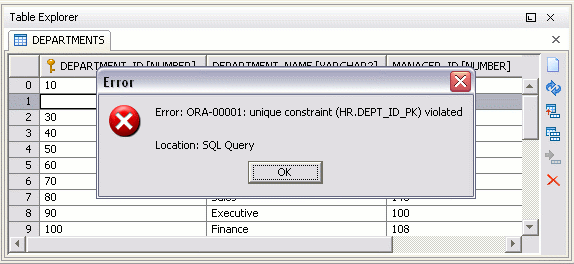 Table Explorer
DEPARTMENTS
DEPARTMENT_ID [NUMBER] DEPARTMENT_NAME [VARCHAR2] MANAGER_ID [NUMBER]
0 10
Error
1
Error: ORA-00001: unique constraint (HR.DEPT_ID_PK) violated
2 30
3 40
4 50
Location: SQL Query
5 60
6 70
OK
7 80 Sales
8 90 Executive 100
9 100 Finance 108